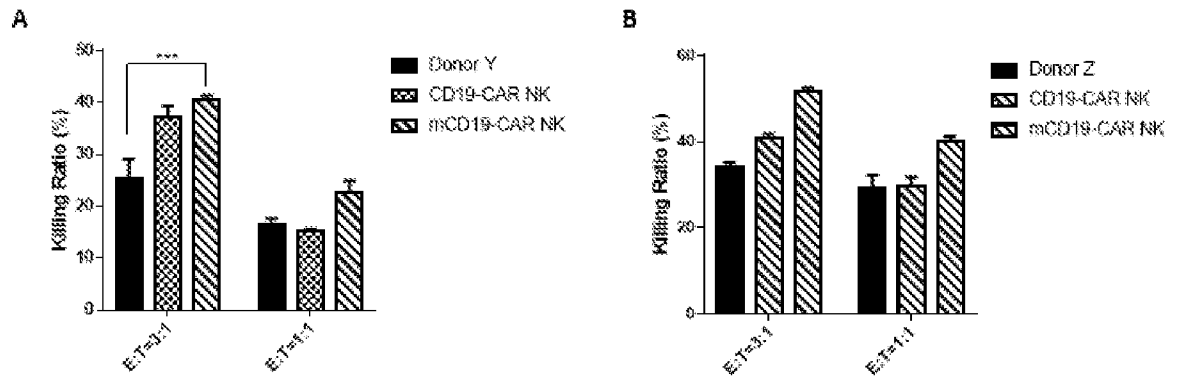 A
60
50
40
30
20
10
0
Killing Ratio (%)
***
E:T=3:1
E:T=1:1
Donor Y
CD19-CAR NK
mCD19-CAR NK
B
60
40
20
0
Killing Ratio (%)
E:T=3:1
E:T=1:1
Donor Z
CD19-CAR NK
mCD19-CAR NK